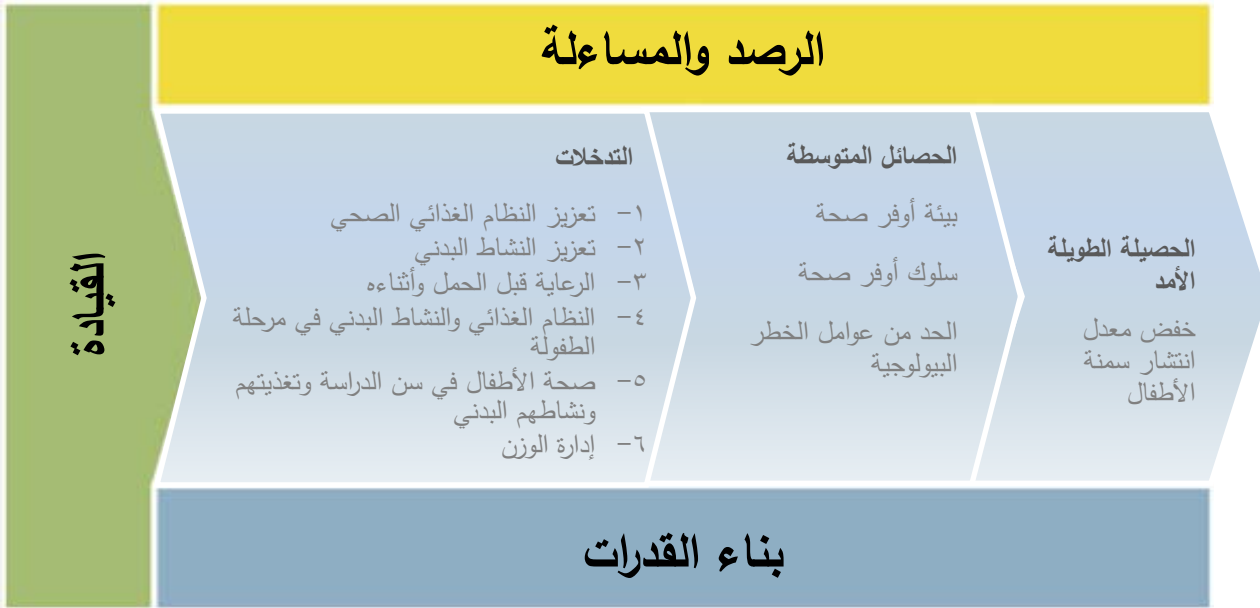 الرصد والمساءلة
القيادة
التدخلات
١- تعزيز النظام الغذائي الصحي
٢- تعزيز النشاط البدني
٣- الرعاية قبل الحمل وأثناءه
٤- النظام الغذائي والنشاط البدني في مرحلة
الطفولة
٥- صحة الأطفال في سن الدراسة وتغذيتهم
ونشاطهم البدني
٦- إدارة الوزن
الحصائل المتوسطة
بيئة أوفر صحة
سلوك أوفر صحة
الحد من عوامل الخطر
البيولوجية
الحصيلة الطويلة
الأمد
خفض معدل
انتشار سمنة
الأطفال
بناء القدرات